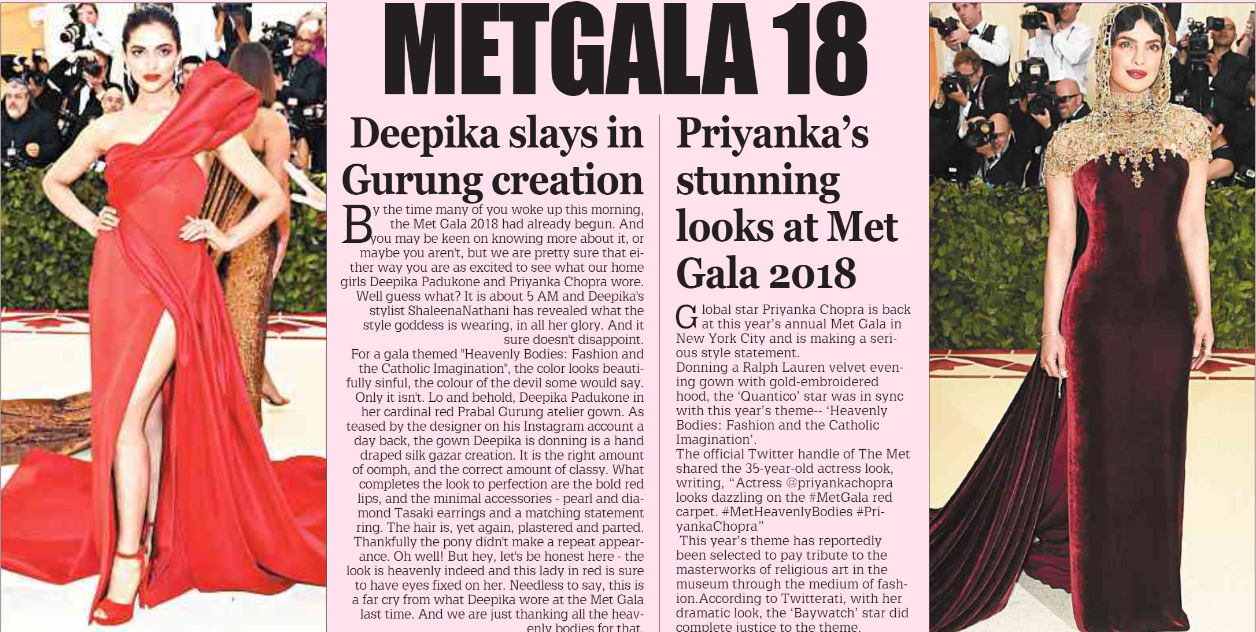 METGALA 18
Deepika slays in
Gurung creation
By the time many of you woke up this morning,
the Met Gala 2018 had already begun. And
you may be keen on knowing more about it, or
maybe you aren't, but we are pretty sure that ei-
ther way you are as excited to see what our home
girls Deepika Padukone and Priyanka Chopra wore.
Well guess what? It is about 5 AM and Deepika's
stylist ShaleenaNathani has revealed what the
style goddess is wearing, in all her glory. And it
sure doesn't disappoint.
For a gala themed "Heavenly Bodies: Fashion and
the Catholic Imagination", the color looks beauti-
fully sinful, the colour of the devil some would say.
Only it isn't. Lo and behold, Deepika Padukone in
her cardinal red Prabal Gurung atelier gown. As
teased by the designer on his Instagram account a
day back, the gown Deepika is donning is a hand
draped silk gazar creation. It is the right amount
of oomph, and the correct amount of classy. What
completes the look to perfection are the bold red
lips, and the minimal accessories - pearl and dia-
mond Tasaki earrings and a matching statement
ring. The hair is, yet again, plastered and parted.
Thankfully the pony didn't make a repeat appear-
ance. Oh well! But hey, let's be honest here - the
look is heavenly indeed and this lady in red is sure
to have eyes fixed on her. Needless to say, this is
a far cry from what Deepika wore at the Met Gala
last time. And we are just thanking all the heav-
enly bodies for that.
Priyanka's
stunning
looks at Met
Gala 2018
Global star Priyanka Chopra is back
at this year's annual Met Gala in
New York City and is making a seri-
ous style statement.
Donning a Ralph Lauren velvet even-
ing gown with gold-embroidered
hood, the 'Quantico' star was in sync
with this year's theme-- 'Heavenly
Bodies: Fashion and the Catholic
Imagination'.
The official Twitter handle of The Met
shared the 35-year-old actress look,
writing, "Actress @priyankachopra
looks dazzling on the #MetGala red
carpet. #MetHeavenlyBodies #Pri-
yankaChopra"
This year's theme has reportedly
been selected to pay tribute to the
masterworks of religious art in the
museum through the medium of fash-
ion.According to Twitterati, with her
dramatic look, the 'Baywatch' star did
complete justice to the theme.